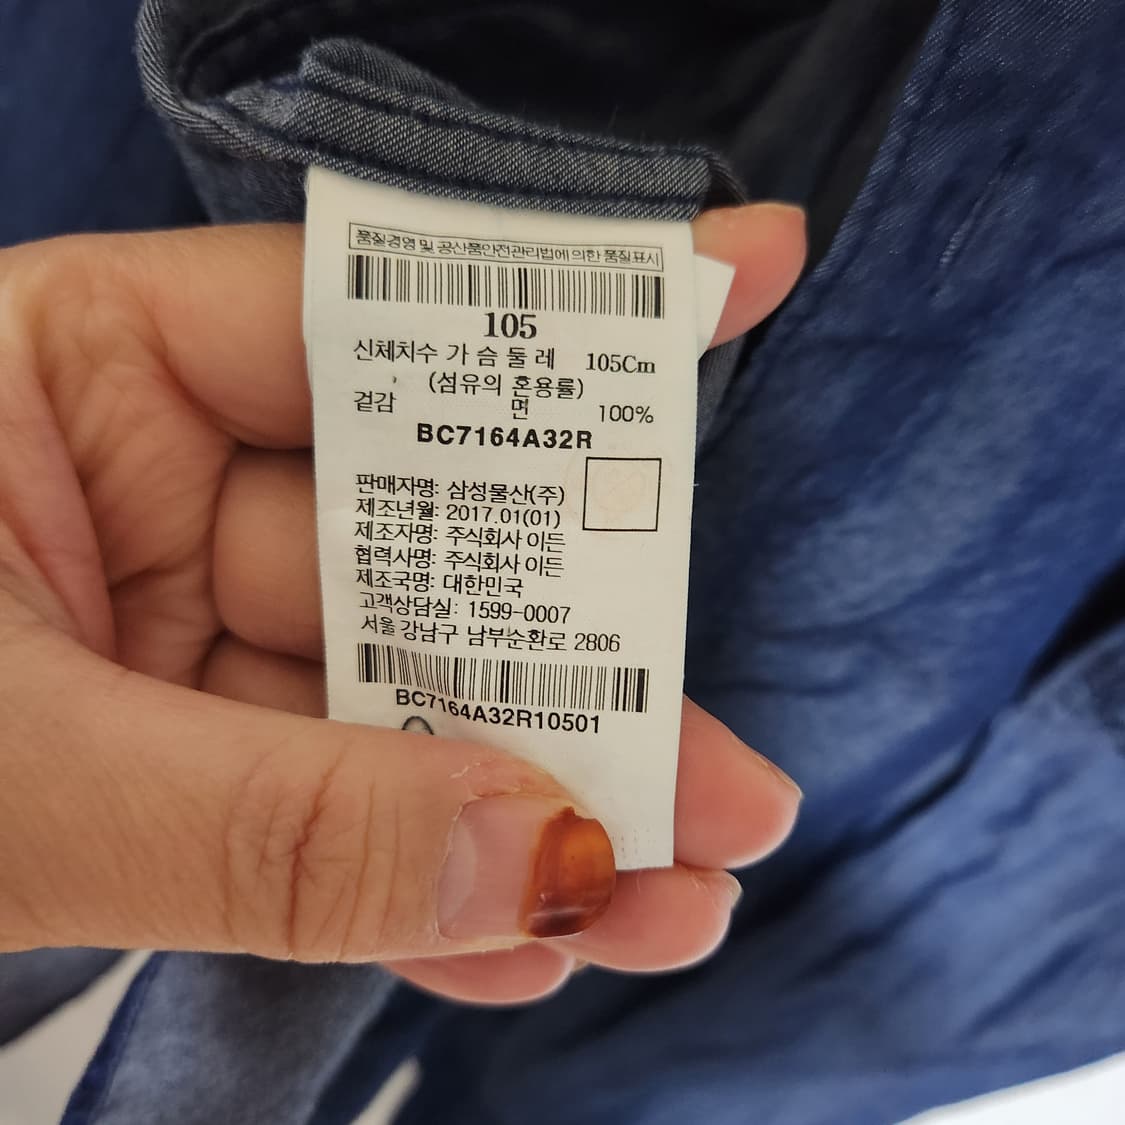 품질경영 및 공산품안전관리법에 의한 품질표시
105
신체치수 가 슴 둘 레 105Cm
(섬유의 혼용률)
겉감 면 100%
BC7164A32R
판매자명: 삼성물산(주)
제조년월: 2017.01(01)
제조자명: 주식회사 이든
협력사명: 주식회사 이든
제조국명: 대한민국
고객상담실: 1599-0007
서울 강남구 남부순환로 2806
BC7164A32R10501